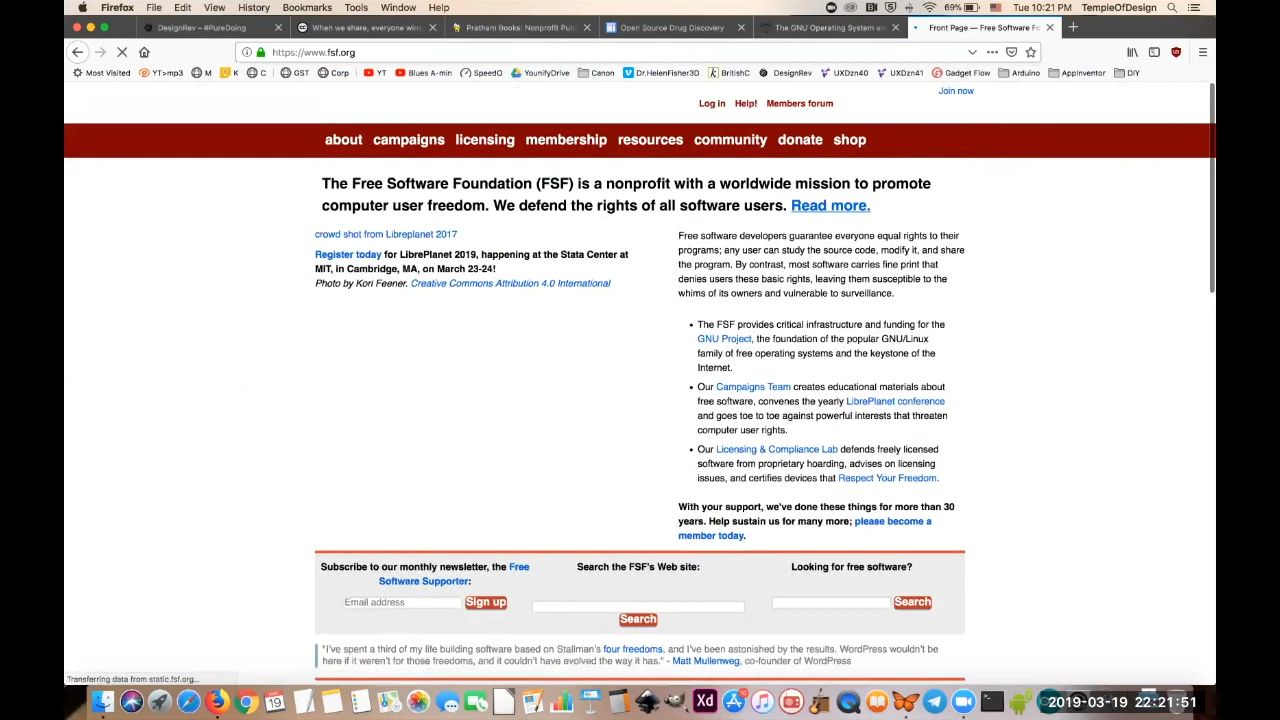 Firefox File Edit View History Bookmarks Tools Window Help 69% Tue 10:21 PM TempleOfDesign
DesignRev – #PureDoing
When we share, everyone wins
Pratham Books: Nonprofit Pub
Open Source Drug Discovery
The GNU Operating System an
Front Page — Free Software Fo
https://www.fsf.org
Most Visited YT>mp3 M K C GST Corp YT Blues A-min SpeedO YounifyDrive Canon Dr.HelenFisher3D BritishC DesignRev UXDzn40 UXDzn41 Gadget Flow Arduino AppInventor DIY
Join now
Log in Help! Members forum
about campaigns licensing membership resources community donate shop
The Free Software Foundation (FSF) is a nonprofit with a worldwide mission to promote
computer user freedom. We defend the rights of all software users. Read more.
crowd shot from Libreplanet 2017
Register today for LibrePlanet 2019, happening at the Stata Center at
MIT, in Cambridge, MA, on March 23-24!
Photo by Kori Feener. Creative Commons Attribution 4.0 International
Free software developers guarantee everyone equal rights to their
programs; any user can study the source code, modify it, and share
the program. By contrast, most software carries fine print that
denies users these basic rights, leaving them susceptible to the
whims of its owners and vulnerable to surveillance.
• The FSF provides critical infrastructure and funding for the
GNU Project, the foundation of the popular GNU/Linux
family of free operating systems and the keystone of the
Internet.
• Our Campaigns Team creates educational materials about
free software, convenes the yearly LibrePlanet conference
and goes toe to toe against powerful interests that threaten
computer user rights.
• Our Licensing & Compliance Lab defends freely licensed
software from proprietary hoarding, advises on licensing
issues, and certifies devices that Respect Your Freedom.
With your support, we've done these things for more than 30
years. Help sustain us for many more; please become a
member today.
Subscribe to our monthly newsletter, the Free
Software Supporter:
Email address Sign up
Search the FSF's Web site:
Search
Looking for free software?
Search
"I've spent a third of my life building software based on Stallman's four freedoms, and I've been astonished by the results. WordPress wouldn't be
here if it weren't for those freedoms, and it couldn't have evolved the way it has." - Matt Mullenweg, co-founder of WordPress
Transferring data from static.fsf.org...
19 Xd 2019-03-19 22:21:51